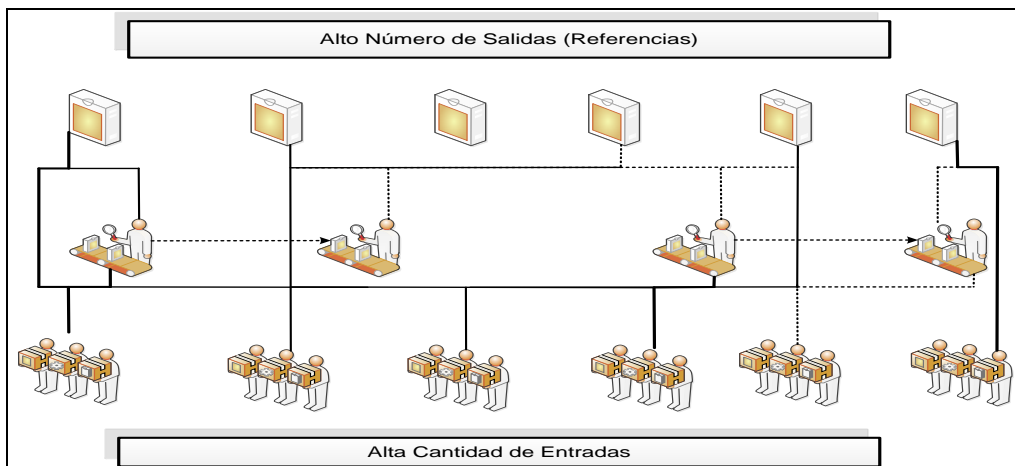 Alto Número de Salidas (Referencias)
Alta Cantidad de Entradas